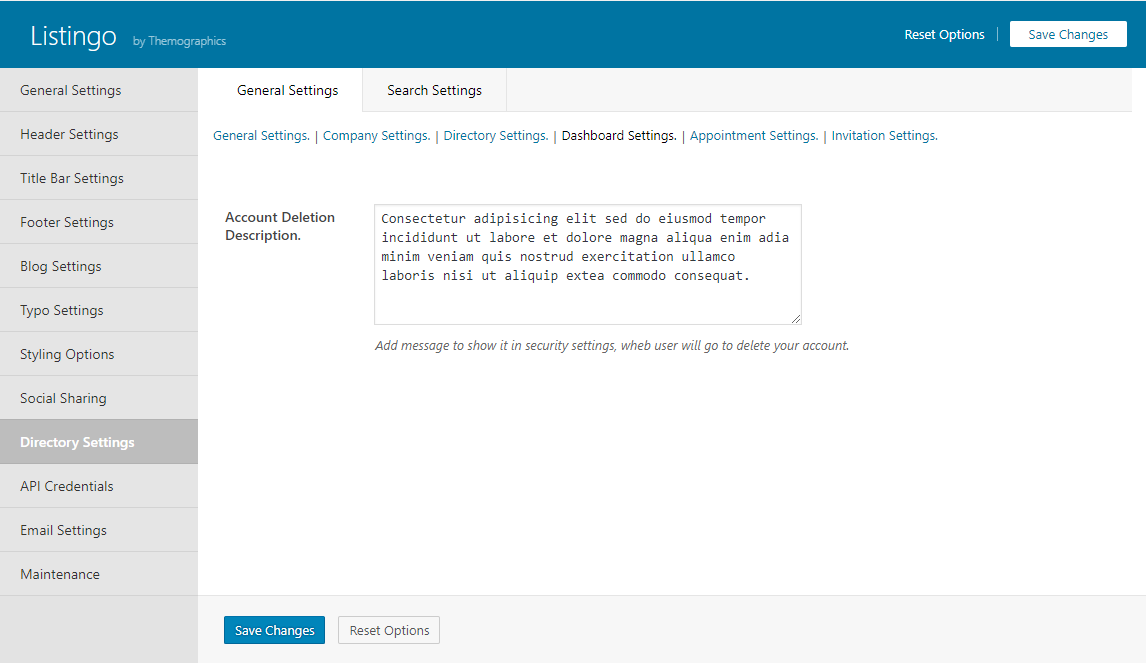 Listingo by Themographics
Reset Options | Save Changes
General Settings
Header Settings
Title Bar Settings
Footer Settings
Blog Settings
Typo Settings
Styling Options
Social Sharing
Directory Settings
API Credentials
Email Settings
Maintenance
General Settings Search Settings
General Settings. | Company Settings. | Directory Settings. | Dashboard Settings. | Appointment Settings. | Invitation Settings.
Account Deletion
Description.
Consectetur adipisicing elit sed do eiusmod tempor
incididunt ut labore et dolore magna aliqua enim adia
minim veniam quis nostrud exercitation ullamco
laboris nisi ut aliquip extea commodo consequat.
Add message to show it in security settings, wheb user will go to delete your account.
Save Changes Reset Options